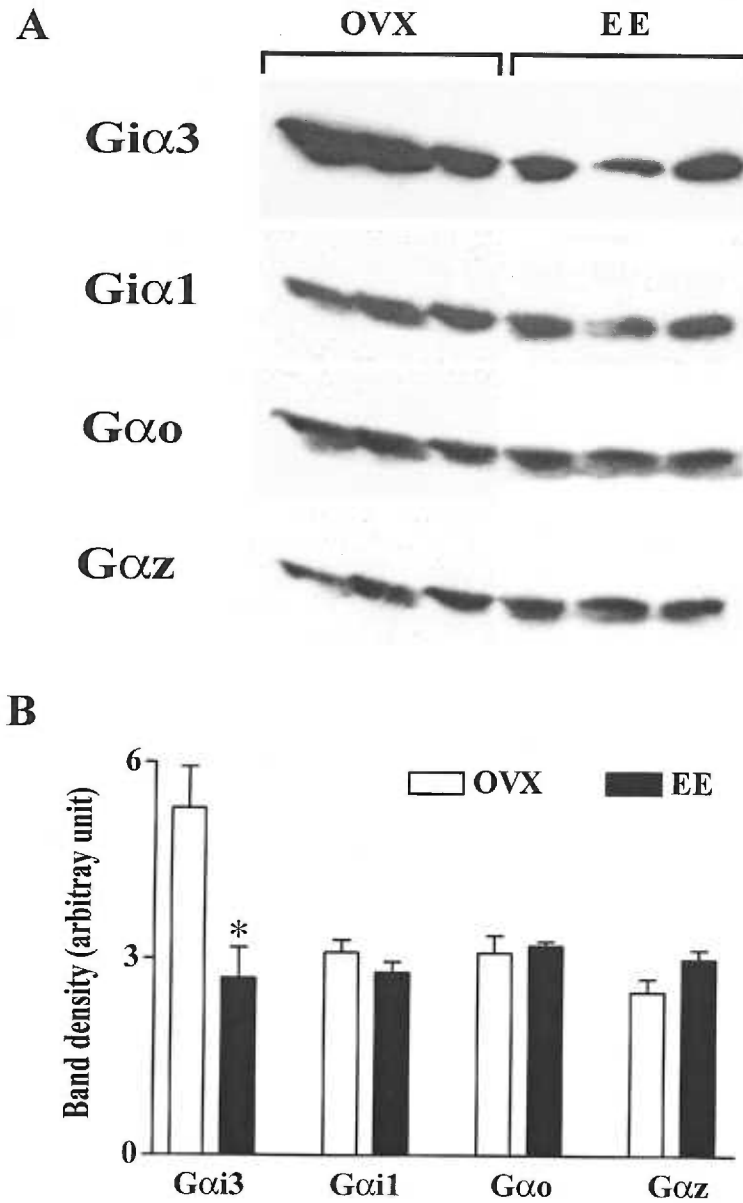 A
OVX EE
Giα3
Giα1
Gαo
Gαz
B
6
OVX EE
3
0
Band density (arbitray unit)
*
Gαi3 Gαi1 Gαo Gαz